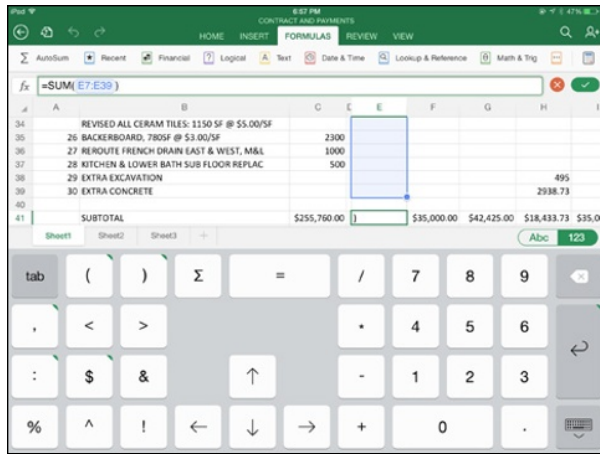 iPod 6:57 PM 47%
CONTRACT AND PAYMENTS
HOME INSERT FORMULAS REVIEW VIEW
Σ AutoSum Recent Financial ? Logical A Text Date & Time Lookup & Reference θ Math & Trig
fx =SUM( E7:E39 )
A B C E F G H
34 REVISED ALL CERAM TILES: 1150 SF @ $5.00/SF
35 26 BACKERBOARD, 780SF @ $3.00/SF 2300
36 27 REROUTE FRENCH DRAIN EAST & WEST, M&L 1000
37 28 KITCHEN & LOWER BATH SUB FLOOR REPLAC 500
38 29 EXTRA EXCAVATION 495
39 30 EXTRA CONCRETE 2938.73
40
41 SUBTOTAL $255,760.00 ) $35,000.00 $42,425.00 $18,433.73 $35,0
Sheet1 Sheet2 Sheet3 + Abc 123
tab ( ) Σ = / 7 8 9
, < > * 4 5 6
: $ & ↑ - 1 2 3
% ^ ! ← ↓ → + 0 .